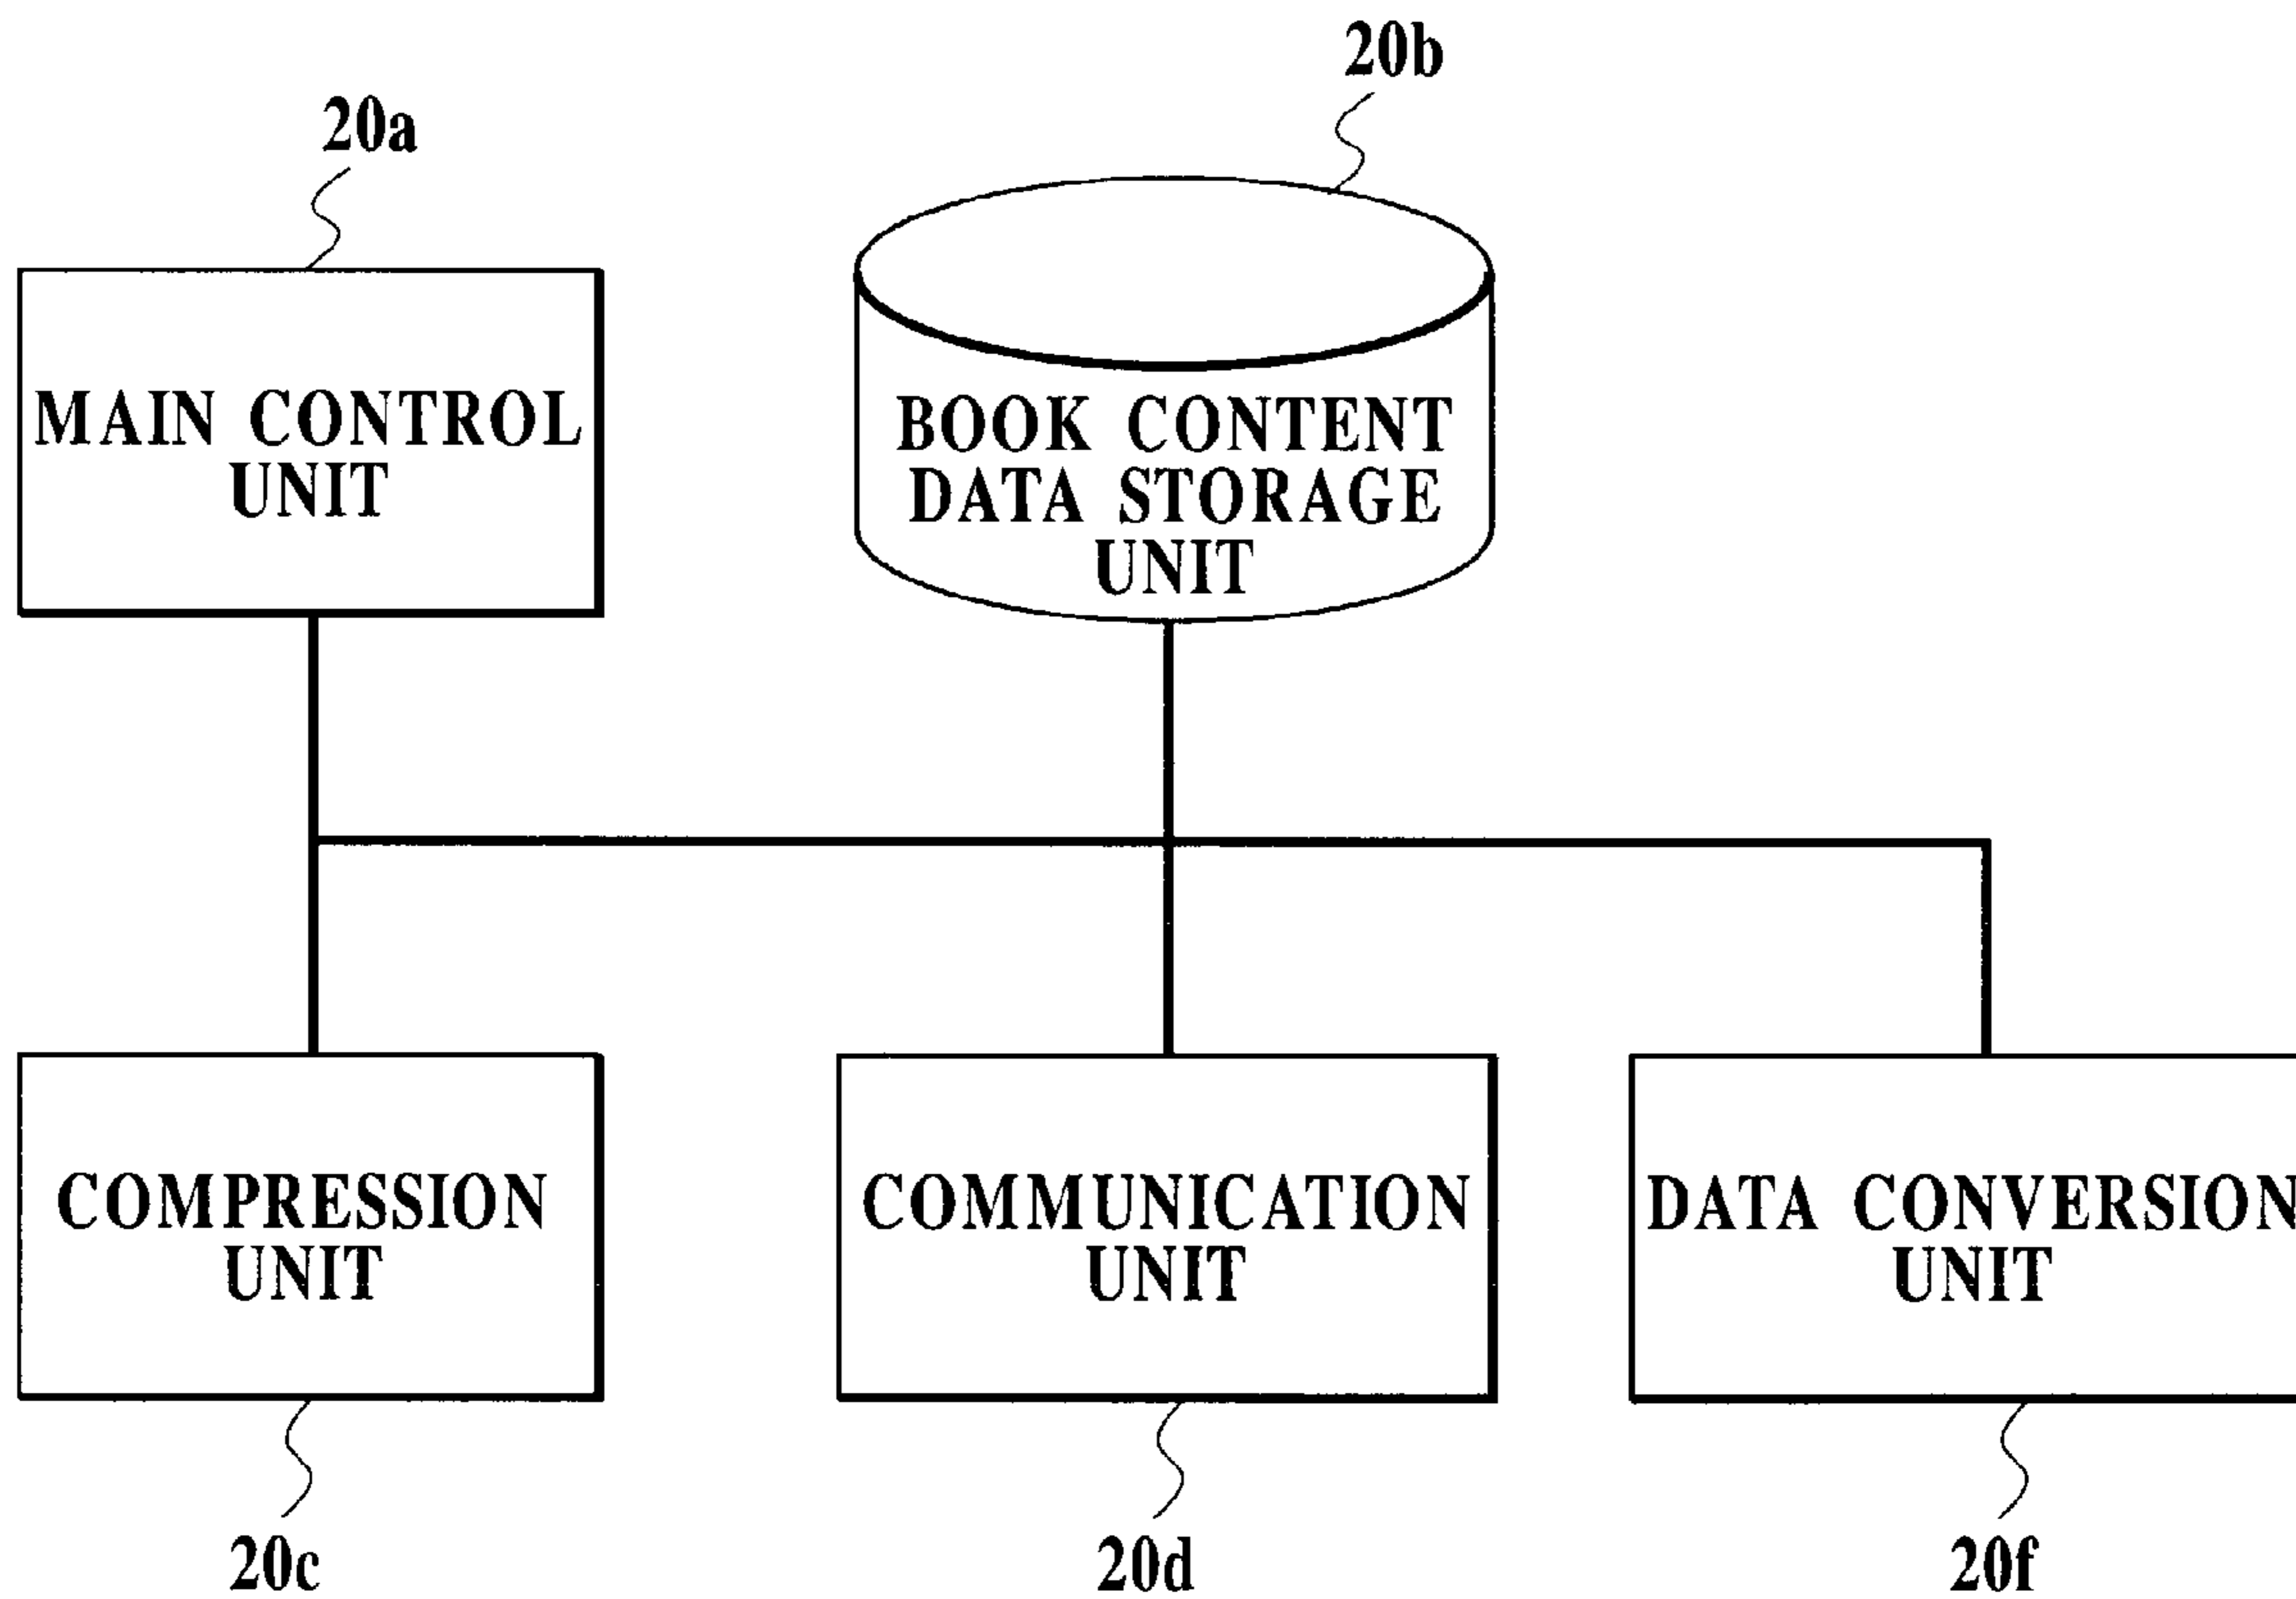 20b
20a
MAIN CONTROL
UNIT
BOOK CONTENT
DATA STORAGE
UNIT
COMPRESSION
UNIT
COMMUNICATION
UNIT
DATA CONVERSION
UNIT
20c
20d
20f